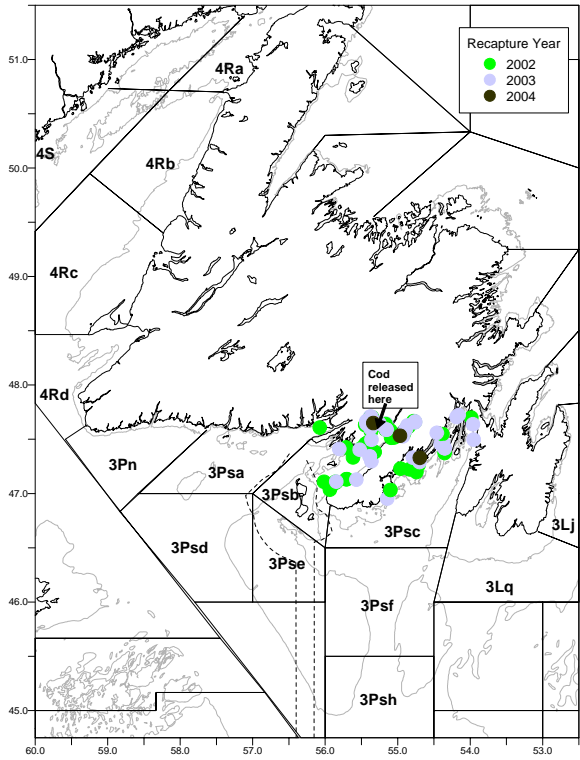 Recapture Year
2002
2003
2004
51.0
50.0
49.0
48.0
47.0
46.0
45.0
4Ra
4S
4Rb
4Rc
4Rd
Cod
released
here
3Pn
3Psa
3Psb
3Psc
3Lj
3Psd
3Pse
3Lq
3Psf
3Psh
60.0
59.0
58.0
57.0
56.0
55.0
54.0
53.0